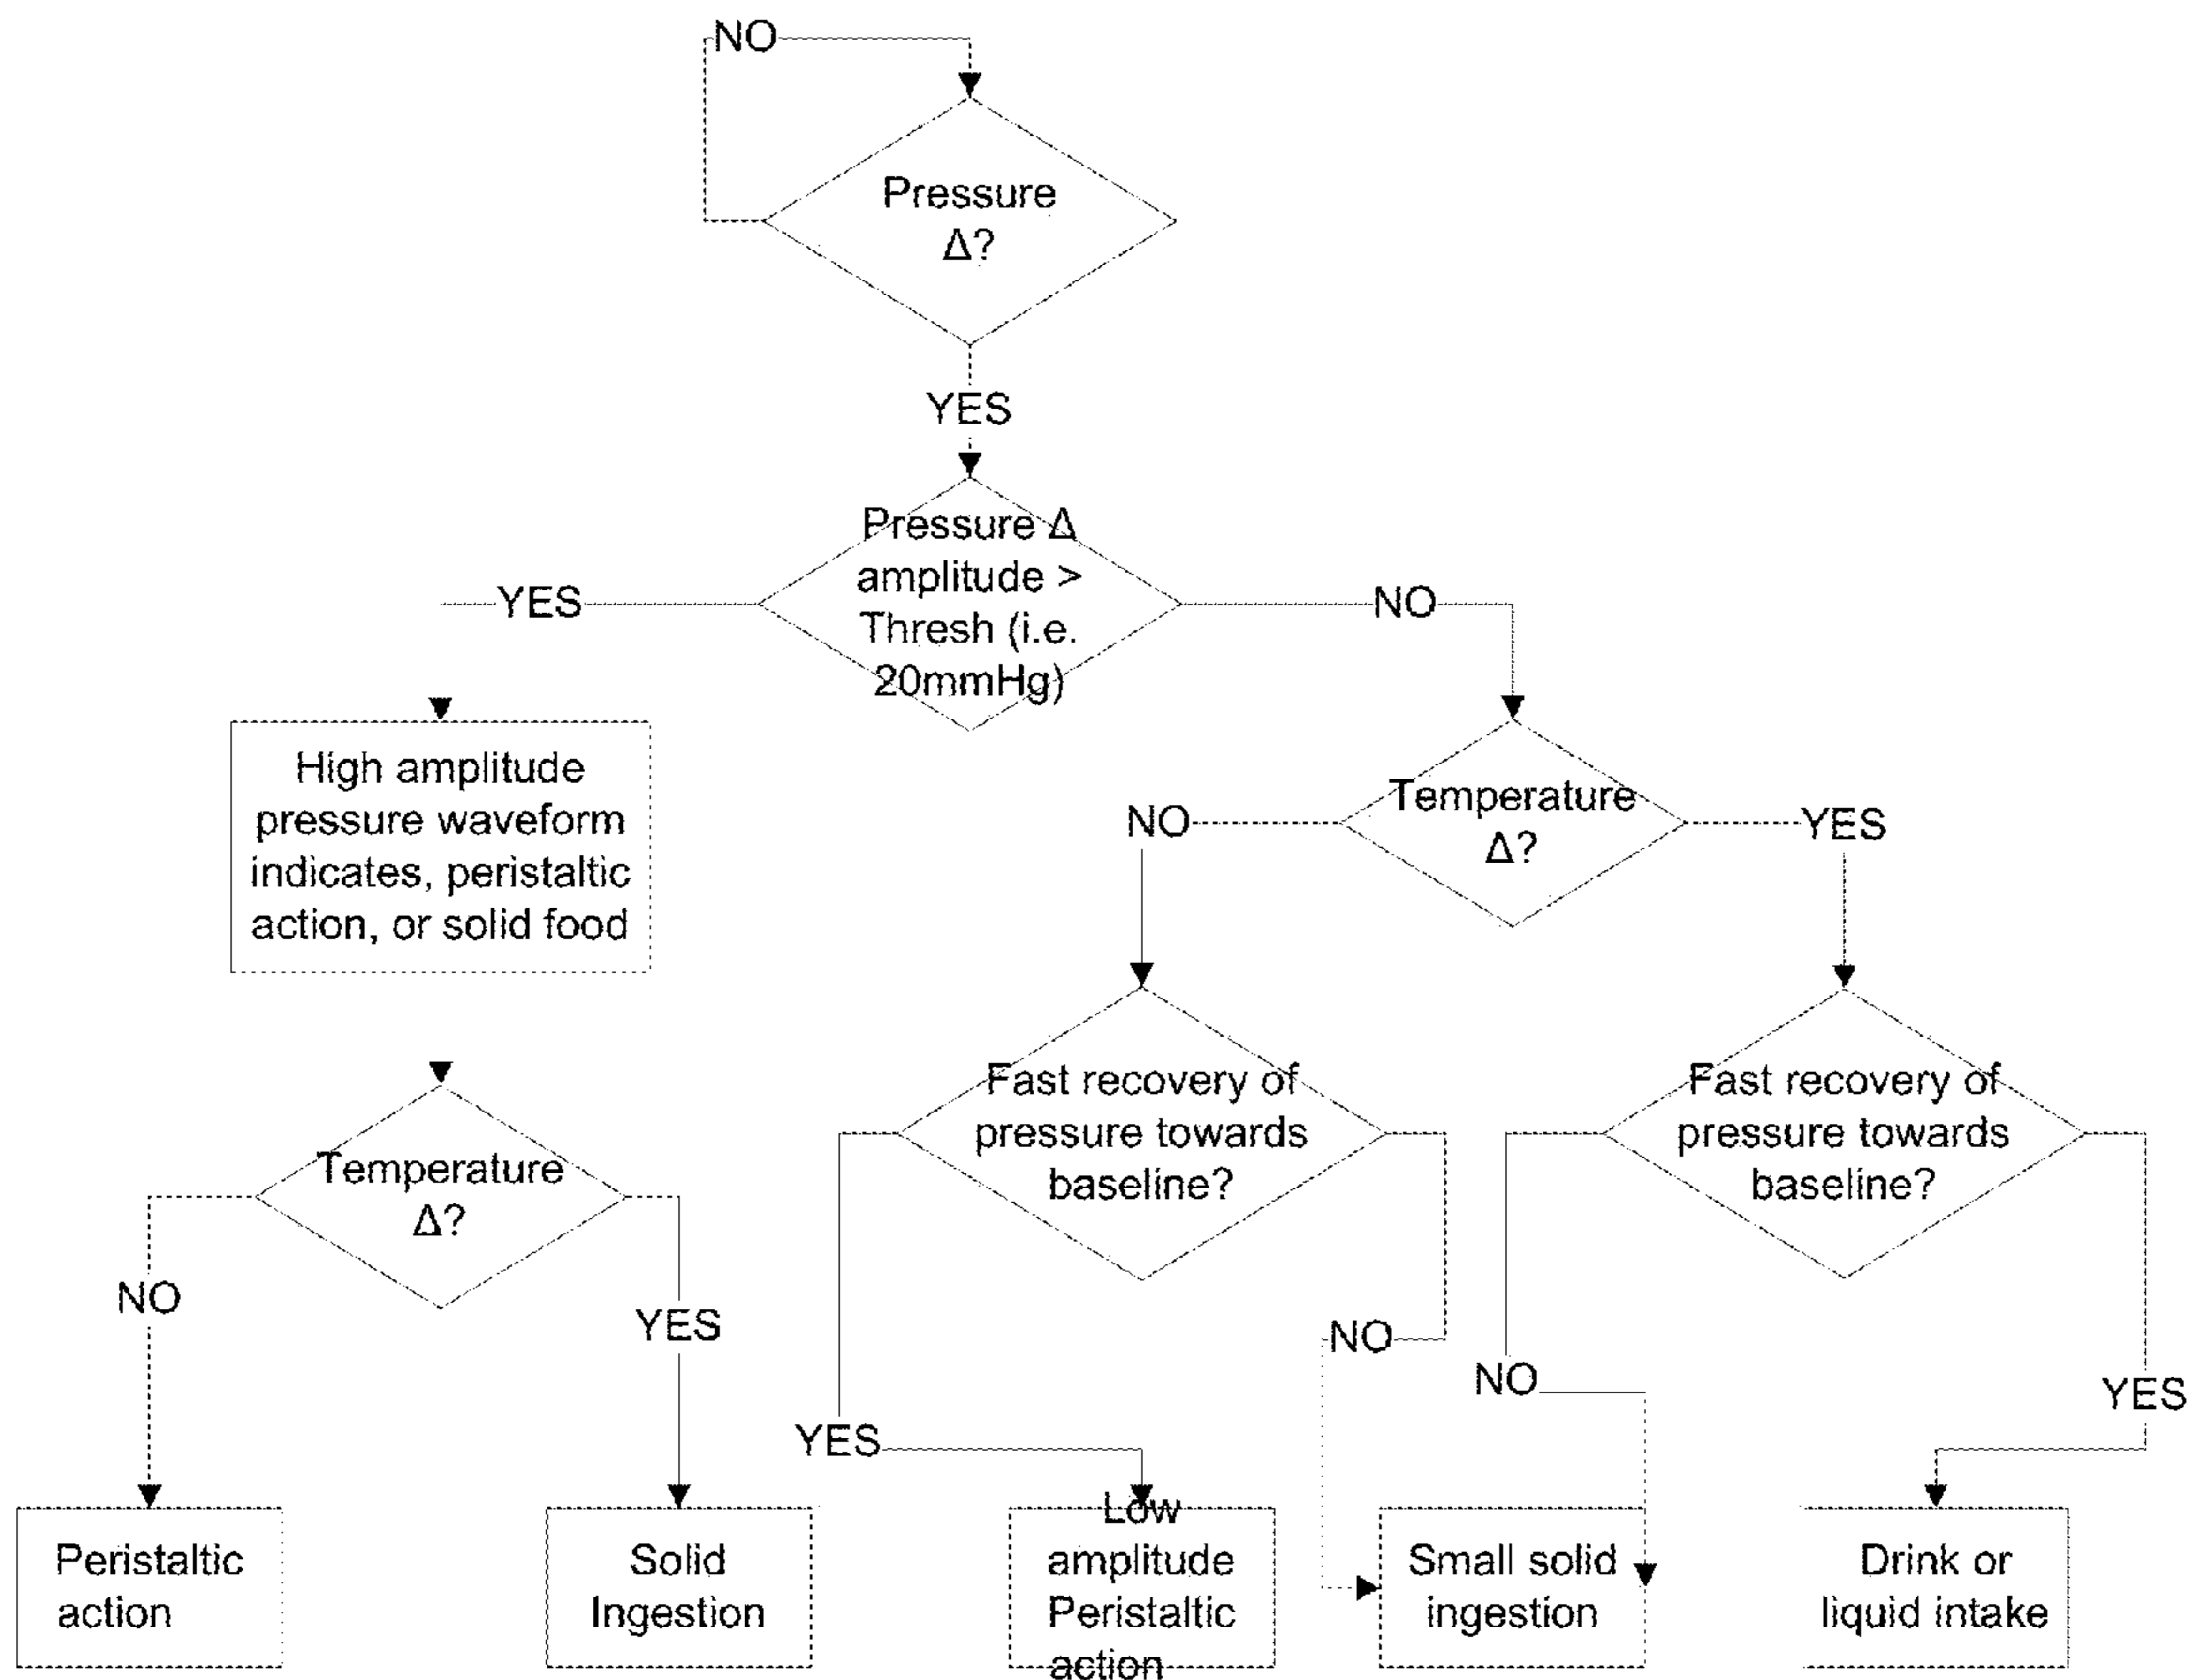 NO
Pressure
Δ?
YES
Pressure Δ
amplitude >
Thresh (i.e.
20mmHg)
YES
NO
High amplitude
pressure waveform
indicates, peristaltic
action, or solid food
Temperature
Δ?
NO
YES
Fast recovery of
pressure towards
baseline?
Fast recovery of
pressure towards
baseline?
Temperature
Δ?
NO
YES
NO
YES
NO
YES
Peristaltic
action
Solid
Ingestion
Low
amplitude
Peristaltic
action
Small solid
ingestion
Drink or
liquid intake